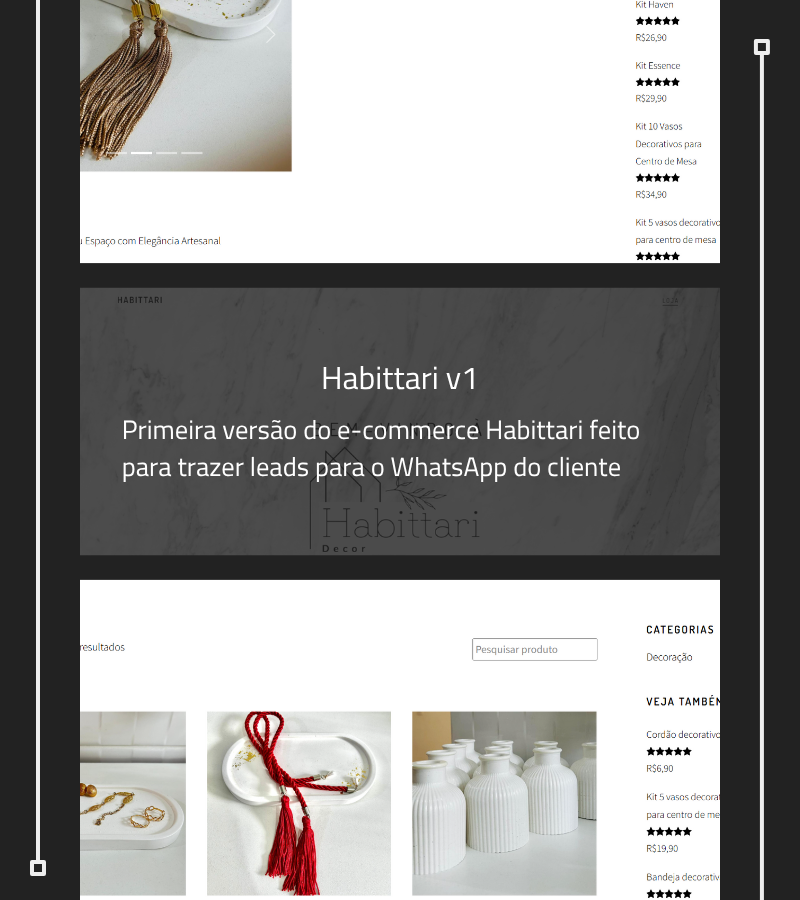 Kit Haven
R$26,90
Kit Essence
R$29,90
Kit 10 Vasos
Decorativos para
Centro de Mesa
R$34,90
Kit 5 vasos decorativo
para centro de mesa
Espaço com Elegância Artesanal
HABITTARI
LOJA
Habittari v1
Primeira versão do e-commerce Habittari feito
para trazer leads para o WhatsApp do cliente
Habittari
Decor
CATEGORIAS
resultados
Pesquisar produto
Decoração
VEJA TAMBÉM
Cordão decorativo
R$6,90
Kit 5 vasos decorat
para centro de me
R$19,90
Bandeja decorativ